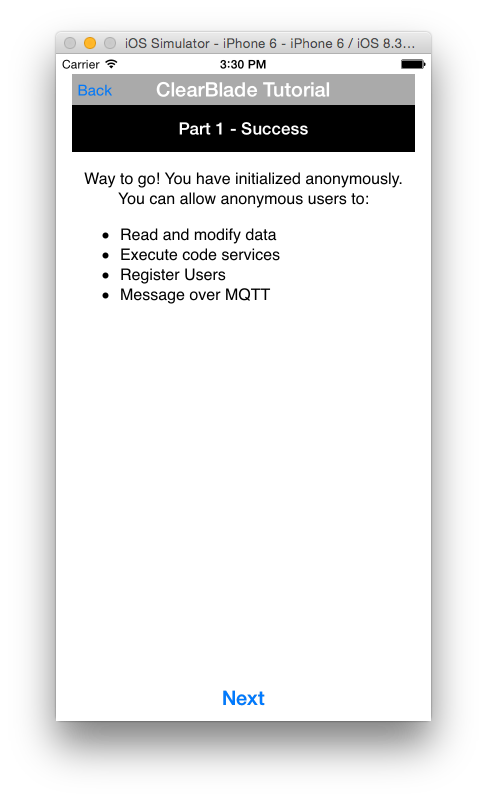 iOS Simulator - iPhone 6 - iPhone 6 / iOS 8.3...
Carrier 3:30 PM
Back ClearBlade Tutorial
Part 1 - Success
Way to go! You have initialized anonymously.
You can allow anonymous users to:
• Read and modify data
• Execute code services
• Register Users
• Message over MQTT
Next